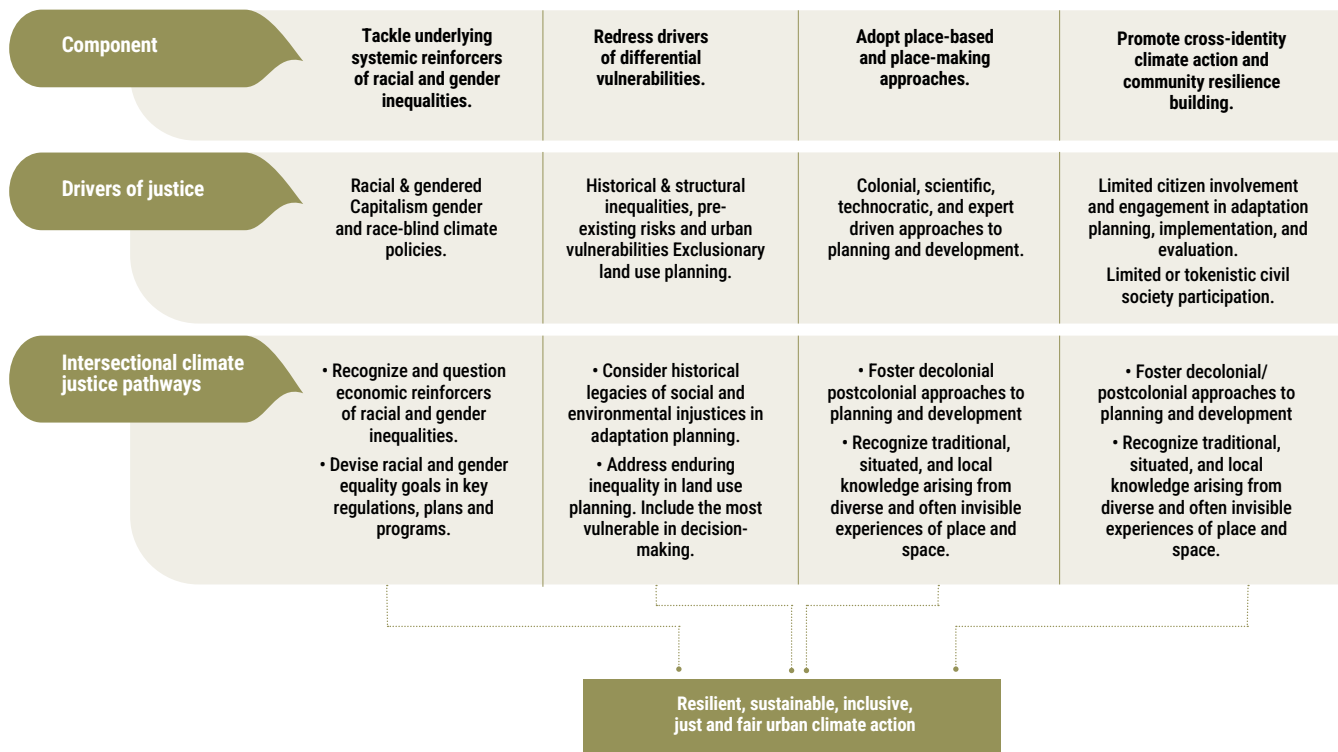 Component
Tackle underlying
systemic reinforcers
of racial and gender
inequalities.
Redress drivers
of differential
vulnerabilities.
Adopt place-based
and place-making
approaches.
Promote cross-identity
climate action and
community resilience
building.
Drivers of justice
Racial & gendered
Capitalism gender
and race-blind climate
policies.
Historical & structural
inequalities, pre-
existing risks and urban
vulnerabilities Exclusionary
land use planning.
Colonial, scientific,
technocratic, and expert
driven approaches to
planning and development.
Limited citizen involvement
and engagement in adaptation
planning, implementation, and
evaluation.
Limited or tokenistic civil
society participation.
Intersectional climate
justice pathways
• Recognize and question
economic reinforcers
of racial and gender
inequalities.
• Devise racial and gender
equality goals in key
regulations, plans and
programs.
• Consider historical
legacies of social and
environmental injustices in
adaptation planning.
• Address enduring
inequality in land use
planning. Include the most
vulnerable in decision-
making.
• Foster decolonial
postcolonial approaches to
planning and development
• Recognize traditional,
situated, and local
knowledge arising from
diverse and often invisible
experiences of place and
space.
• Foster decolonial/
postcolonial approaches to
planning and development
• Recognize traditional,
situated, and local
knowledge arising from
diverse and often invisible
experiences of place and
space.
Resilient, sustainable, inclusive,
just and fair urban climate action